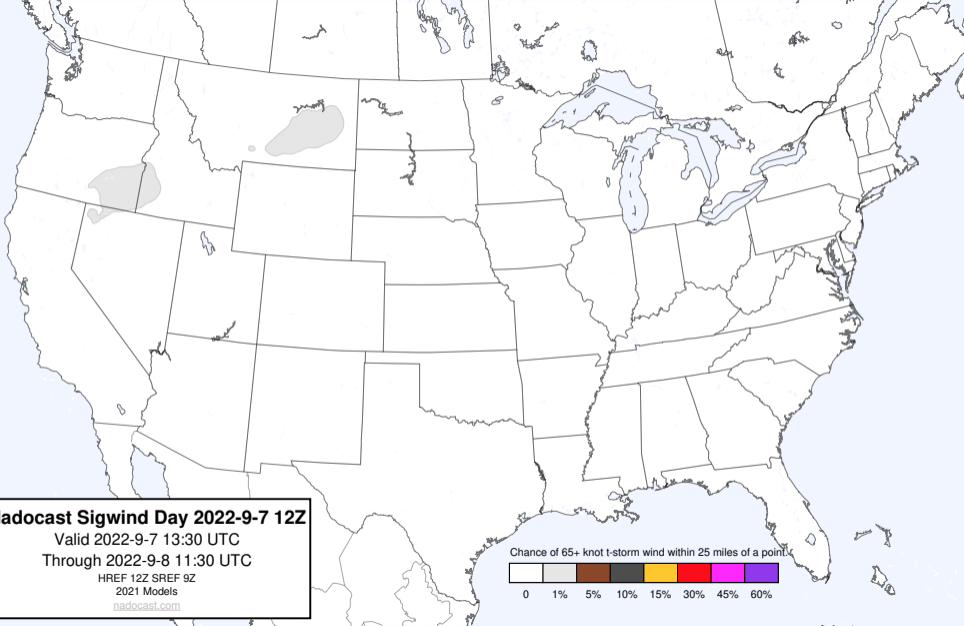 adocast Sigwind Day 2022-9-7 12Z
Valid 2022-9-7 13:30 UTC
Through 2022-9-8 11:30 UTC
HREF 12Z SREF 9Z
2021 Models
nadocast.com
Chance of 65+ knot t-storm wind within 25 miles of a point.
0 1% 5% 10% 15% 30% 45% 60%